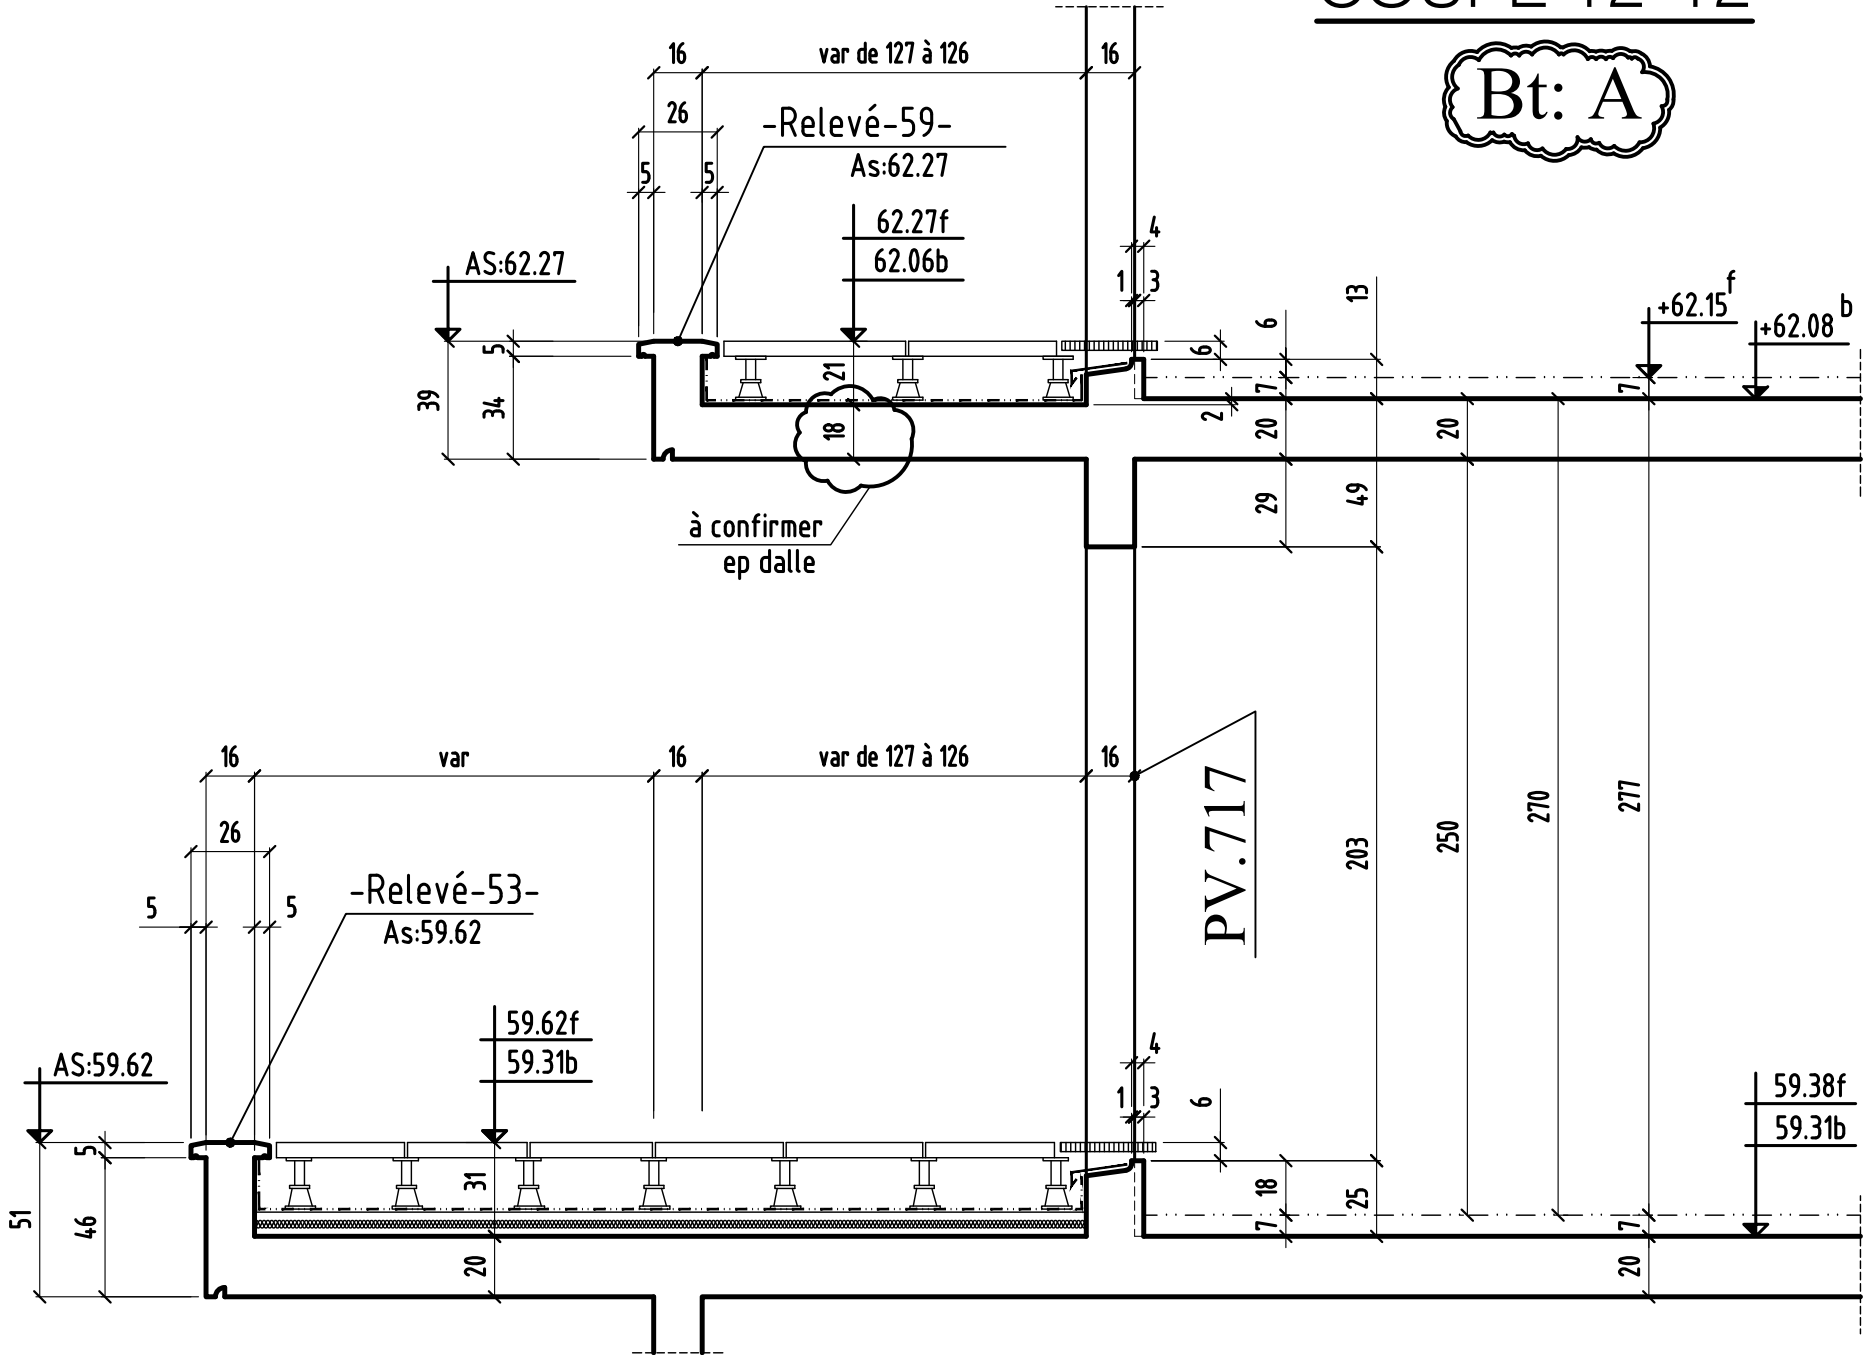 COUPE 12-12
Bt: A
16 var de 127 à 126 16
26
-Relevé-59-
As:62.27
5 5
62.27f
62.06b
AS:62.27
4
1 3
13
6
+62.15 f
+62.08 b
5
6
21
7
7
39
34
18
2
20
20
29
49
à confirmer
ep dalle
16 var 16 var de 127 à 126 16
PV.717
277
270
250
203
26
-Relevé-53-
As:59.62
5 5
59.62f
59.31b
AS:59.62
4
1 3
6
59.38f
59.31b
5
31
18
25
51
46
7
7
20
20